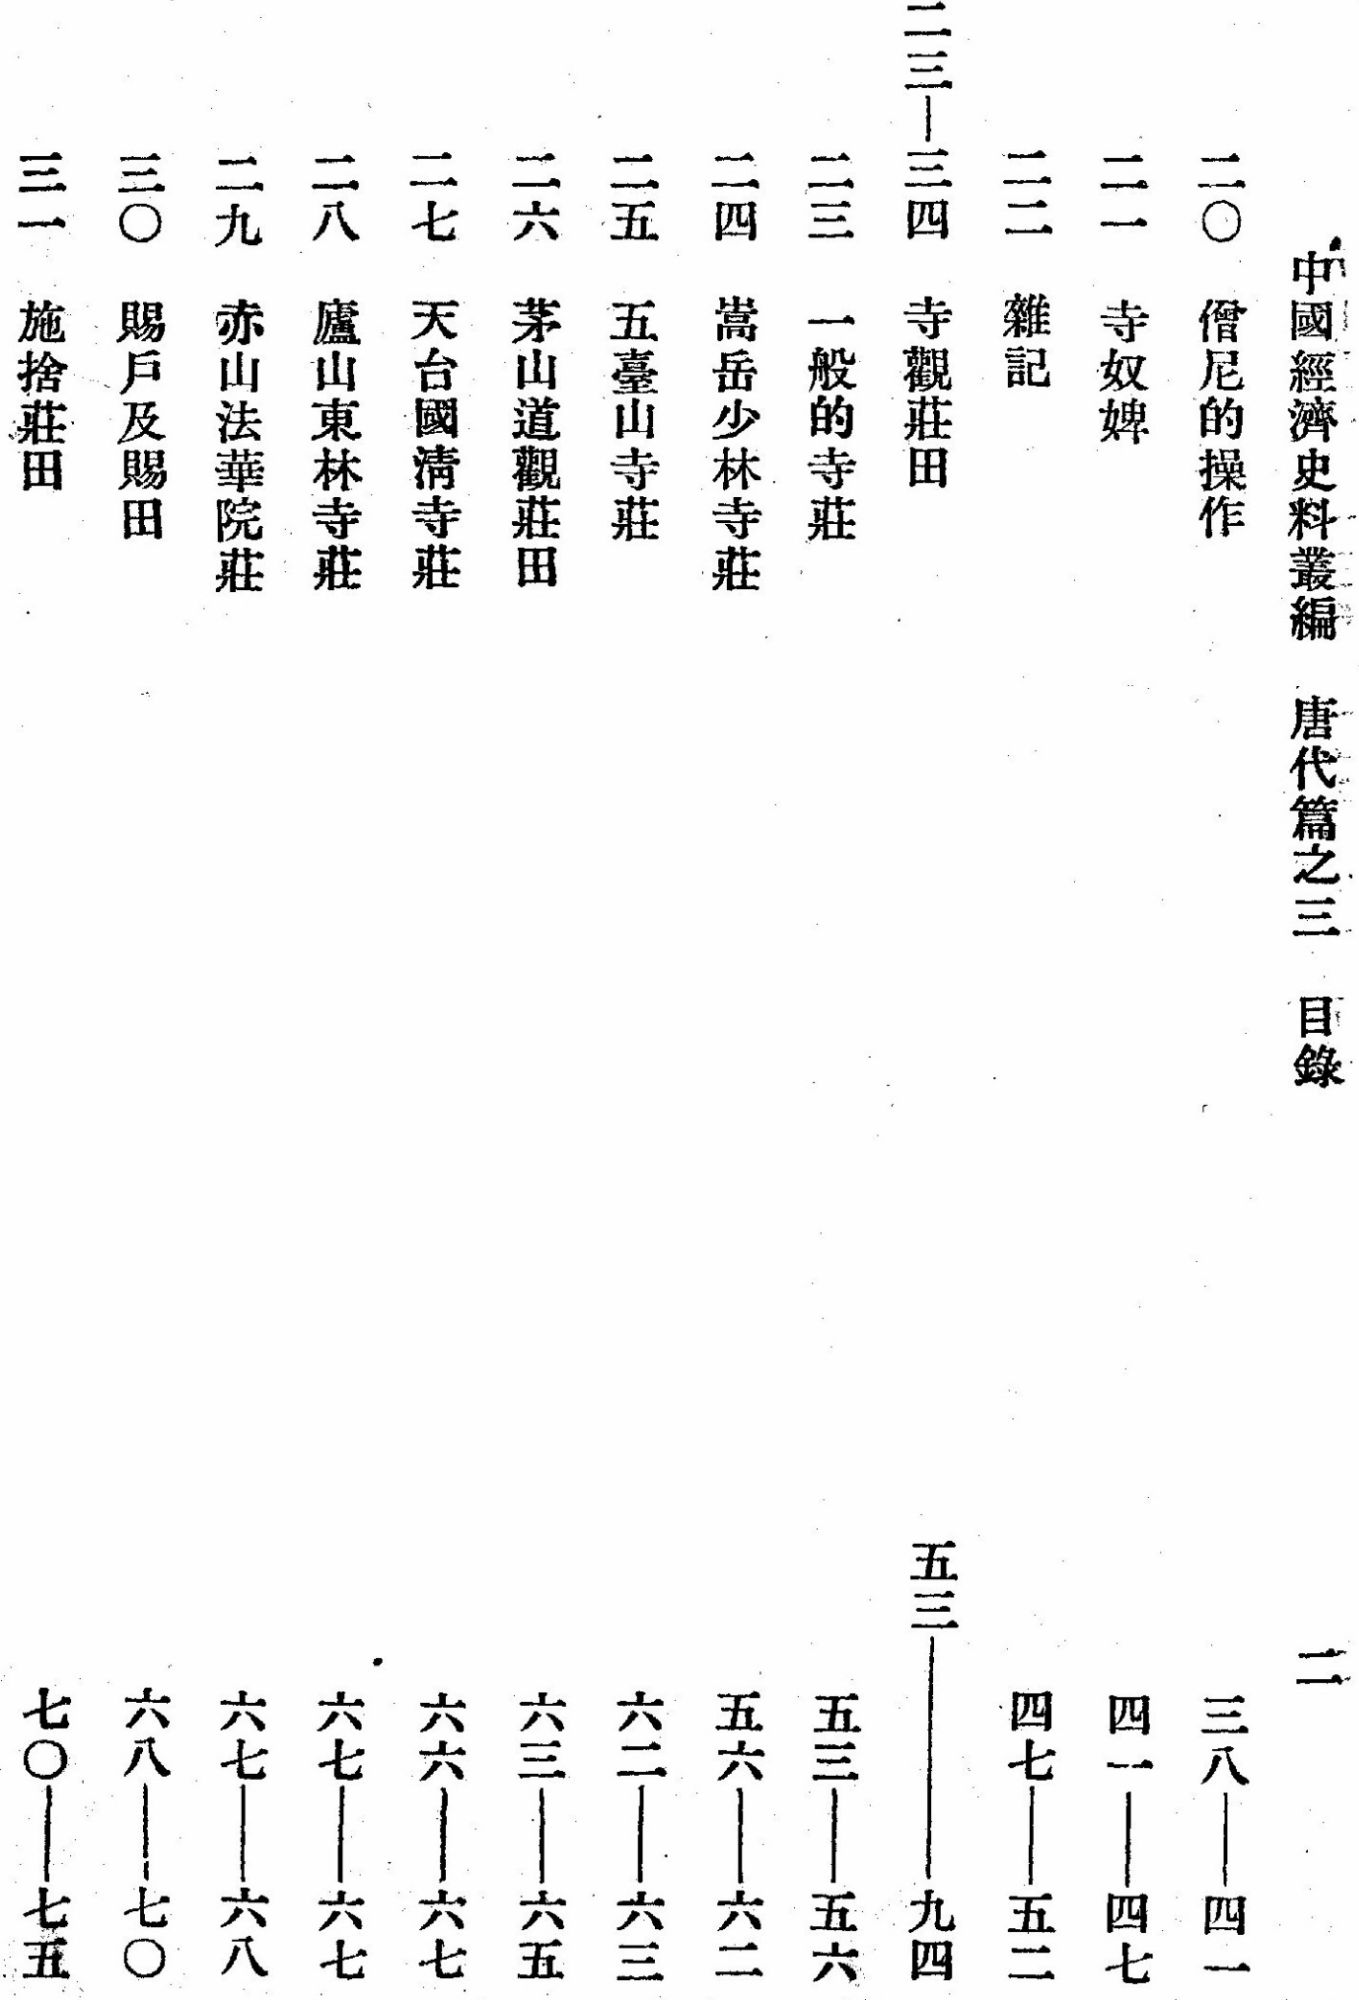 中國經濟史料叢編　唐代篇之三　目錄　二
二〇　僧尼的操作　三八——四一
二一　寺奴婢　四一——四七
二二　雜記　四七——五二
二三—三四　寺觀莊田　五三————九四
二三　一般的寺莊　五三——五六
二四　嵩岳少林寺莊　五六——六二
二五　五臺山寺莊　六二——六三
二六　茅山道觀莊田　六三——六五
二七　天台國清寺莊　六六——六七
二八　廬山東林寺莊　六七——六七
二九　赤山法華院莊　六七——六八
三〇　賜戶及賜田　六八——七〇
三一　施捨莊田　七〇——七五